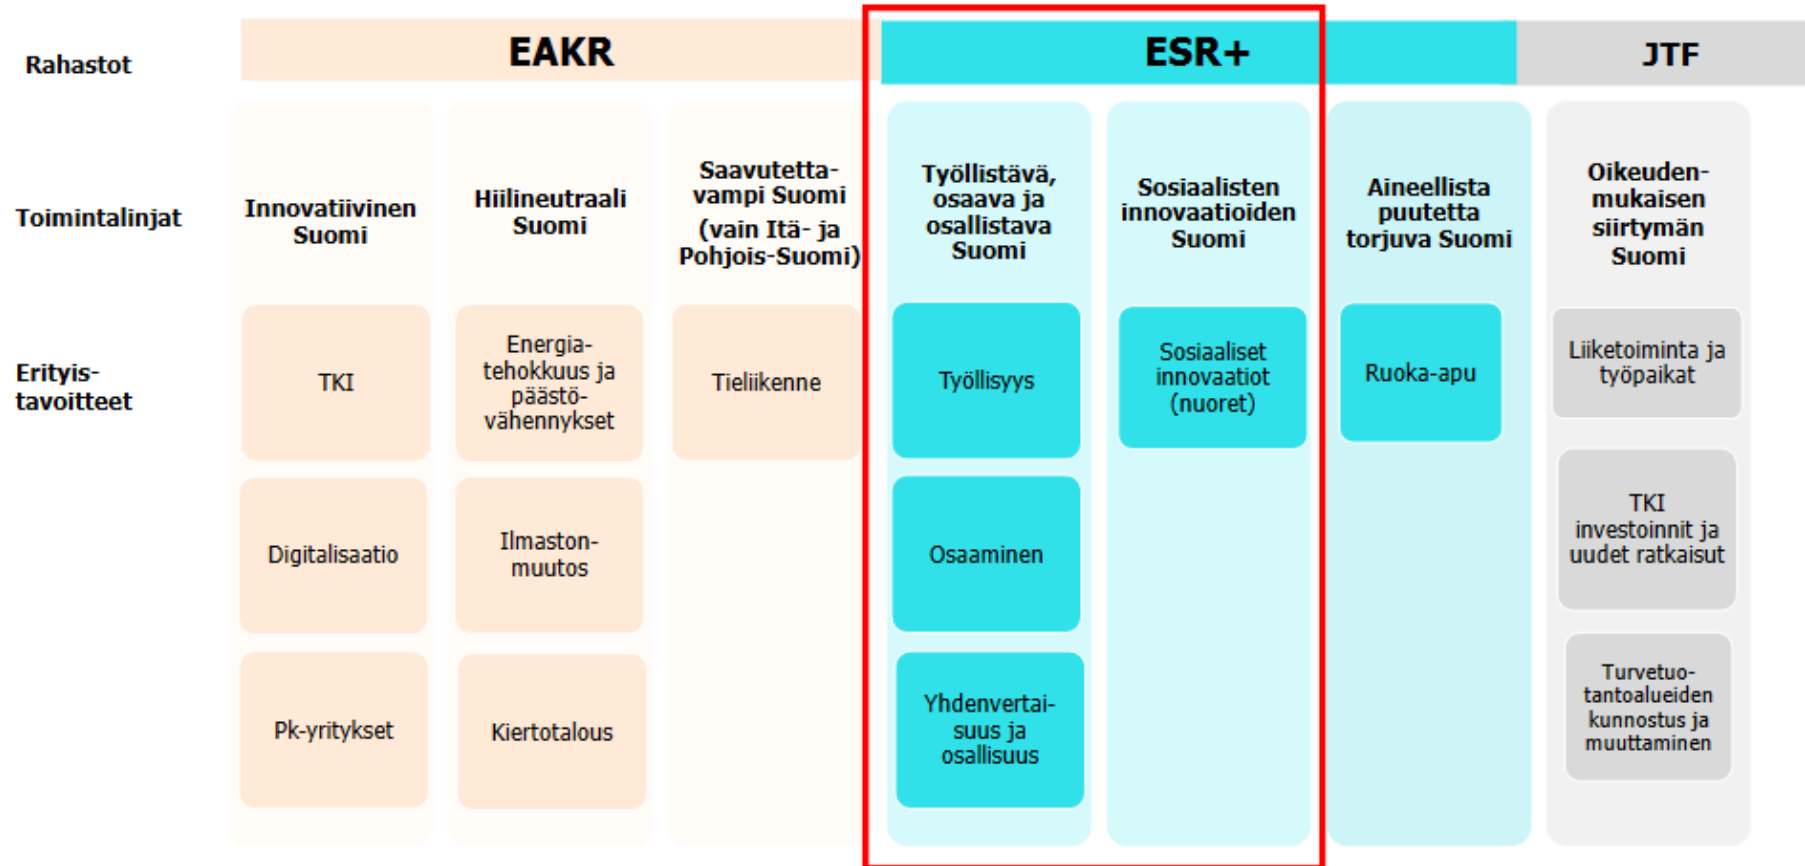 Rahastot
EAKR
ESR+
JTF
Toimintalinjat
Innovatiivinen
Suomi
Hiilineutraali
Suomi
Saavutetta-
vampi Suomi
(vain Itä- ja
Pohjois-Suomi)
Työllistävä,
osaava ja
osallistava
Suomi
Sosiaalisten
innovaatioiden
Suomi
Aineellista
puutetta
torjuva Suomi
Oikeuden-
mukaisen
siirtymän
Suomi
Erityis-
tavoitteet
TKI
Energia-
tehokkuus ja
päästö-
vähennykset
Tieliikenne
Työllisyys
Sosiaaliset
innovaatiot
(nuoret)
Ruoka-apu
Liiketoiminta ja
työpaikat
Digitalisaatio
Ilmaston-
muutos
Osaaminen
TKI
investoinnit ja
uudet ratkaisut
Pk-yritykset
Kiertotalous
Yhdenvertai-
suus ja
osallisuus
Turvetuo-
tantoalueiden
kunnostus ja
muuttaminen